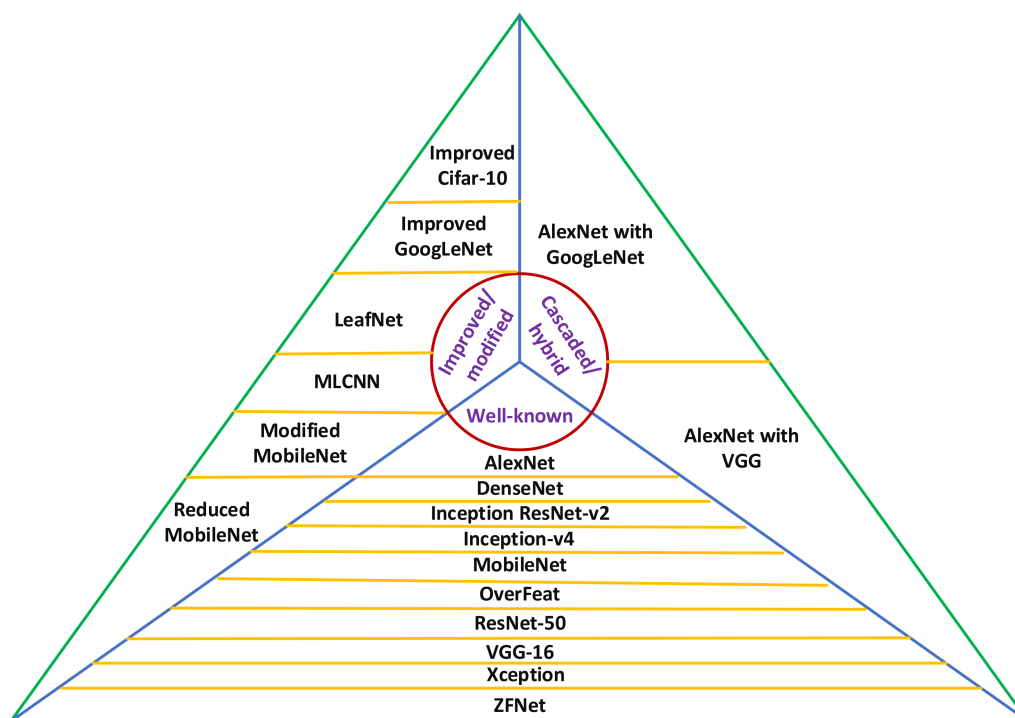 Improved
Cifar-10
Improved
GoogLeNet
LeafNet
MLCNN
Modified
MobileNet
Reduced
MobileNet
Improved/
modified
Cascaded/
hybrid
Well-known
AlexNet with
GoogLeNet
AlexNet with
VGG
AlexNet
DenseNet
Inception ResNet-v2
Inception-v4
MobileNet
OverFeat
ResNet-50
VGG-16
Xception
ZFNet